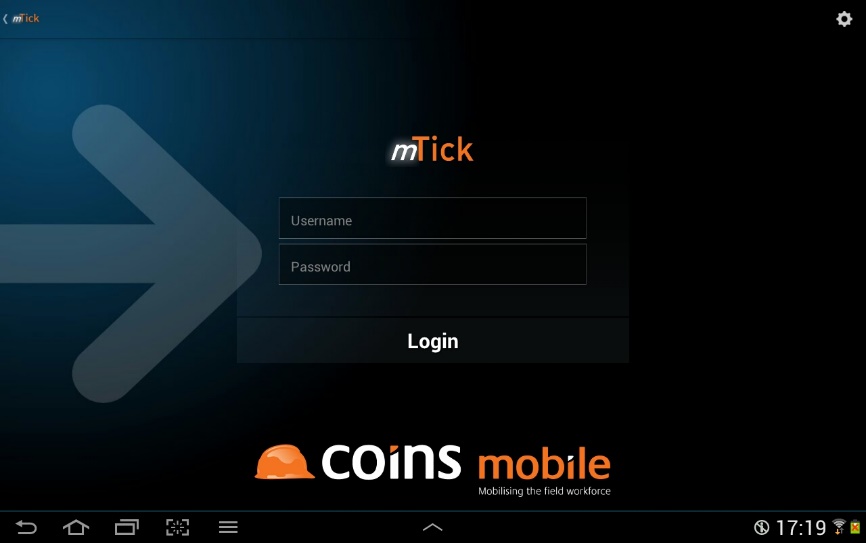 mTick
mTick
Username
Password
Login
coins mobile
Mobilising the field workforce
17:19